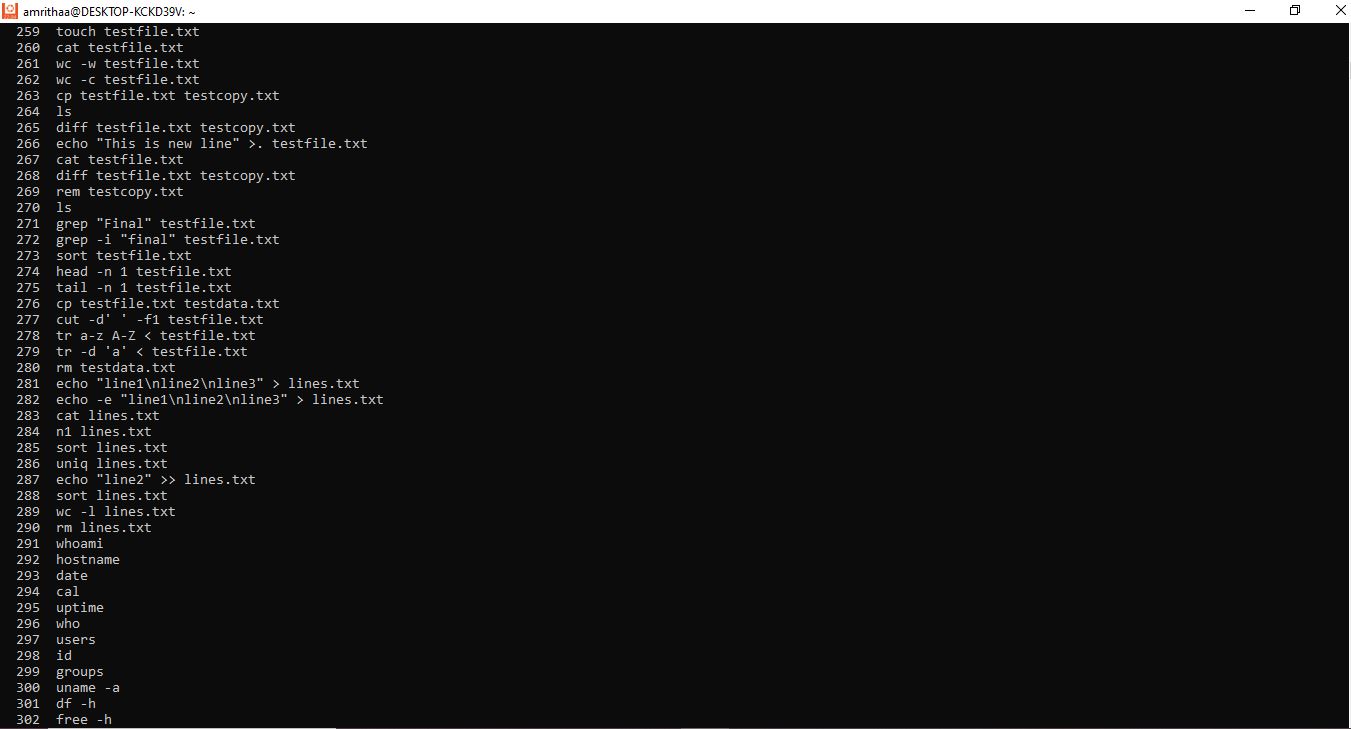 amrithaa@DESKTOP-KCKD39V: ~
259 touch testfile.txt
260 cat testfile.txt
261 wc -w testfile.txt
262 wc -c testfile.txt
263 cp testfile.txt testcopy.txt
264 ls
265 diff testfile.txt testcopy.txt
266 echo "This is new line" >. testfile.txt
267 cat testfile.txt
268 diff testfile.txt testcopy.txt
269 rem testcopy.txt
270 ls
271 grep "Final" testfile.txt
272 grep -i "final" testfile.txt
273 sort testfile.txt
274 head -n 1 testfile.txt
275 tail -n 1 testfile.txt
276 cp testfile.txt testdata.txt
277 cut -d' ' -f1 testfile.txt
278 tr a-z A-Z < testfile.txt
279 tr -d 'a' < testfile.txt
280 rm testdata.txt
281 echo "line1\nline2\nline3" > lines.txt
282 echo -e "line1\nline2\nline3" > lines.txt
283 cat lines.txt
284 n1 lines.txt
285 sort lines.txt
286 uniq lines.txt
287 echo "line2" >> lines.txt
288 sort lines.txt
289 wc -l lines.txt
290 rm lines.txt
291 whoami
292 hostname
293 date
294 cal
295 uptime
296 who
297 users
298 id
299 groups
300 uname -a
301 df -h
302 free -h